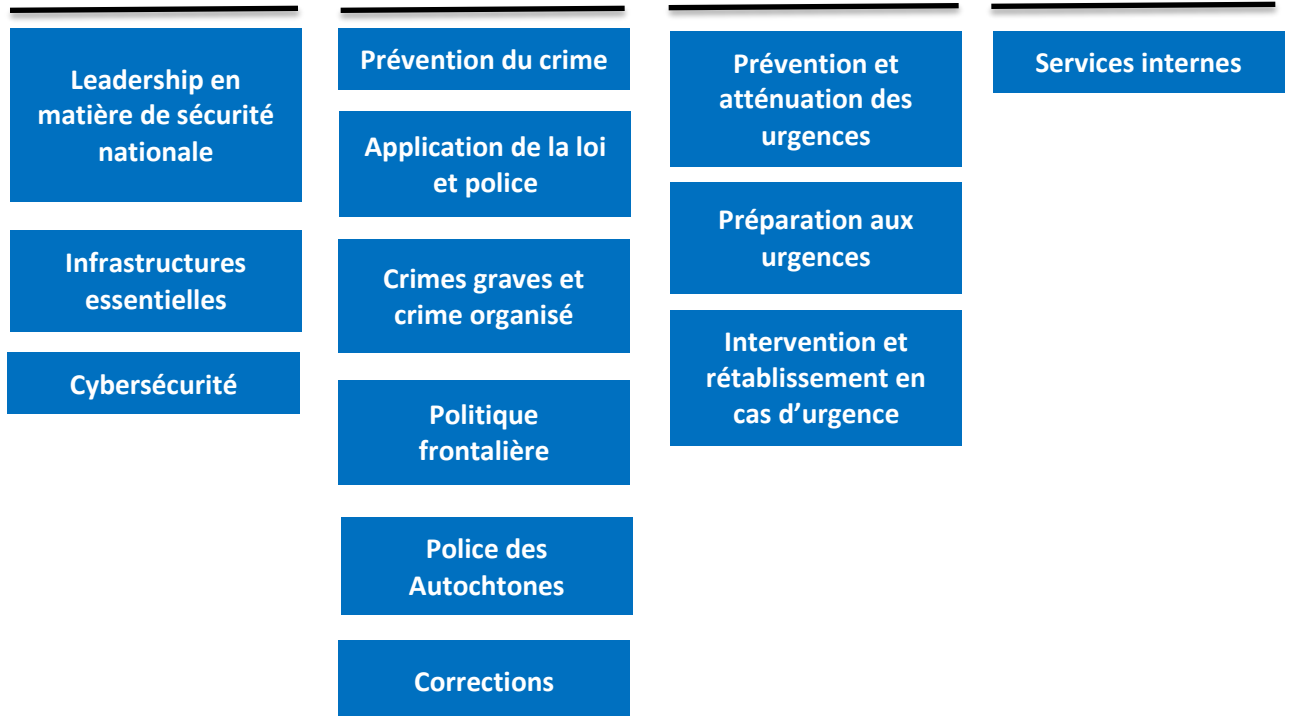 Leadership en
matière de sécurité
nationale
Infrastructures
essentielles
Cybersécurité
Prévention du crime
Application de la loi
et police
Crimes graves et
crime organisé
Politique
frontalière
Police des
Autochtones
Corrections
Prévention et
atténuation des
urgences
Préparation aux
urgences
Intervention et
rétablissement en
cas d’urgence
Services internes